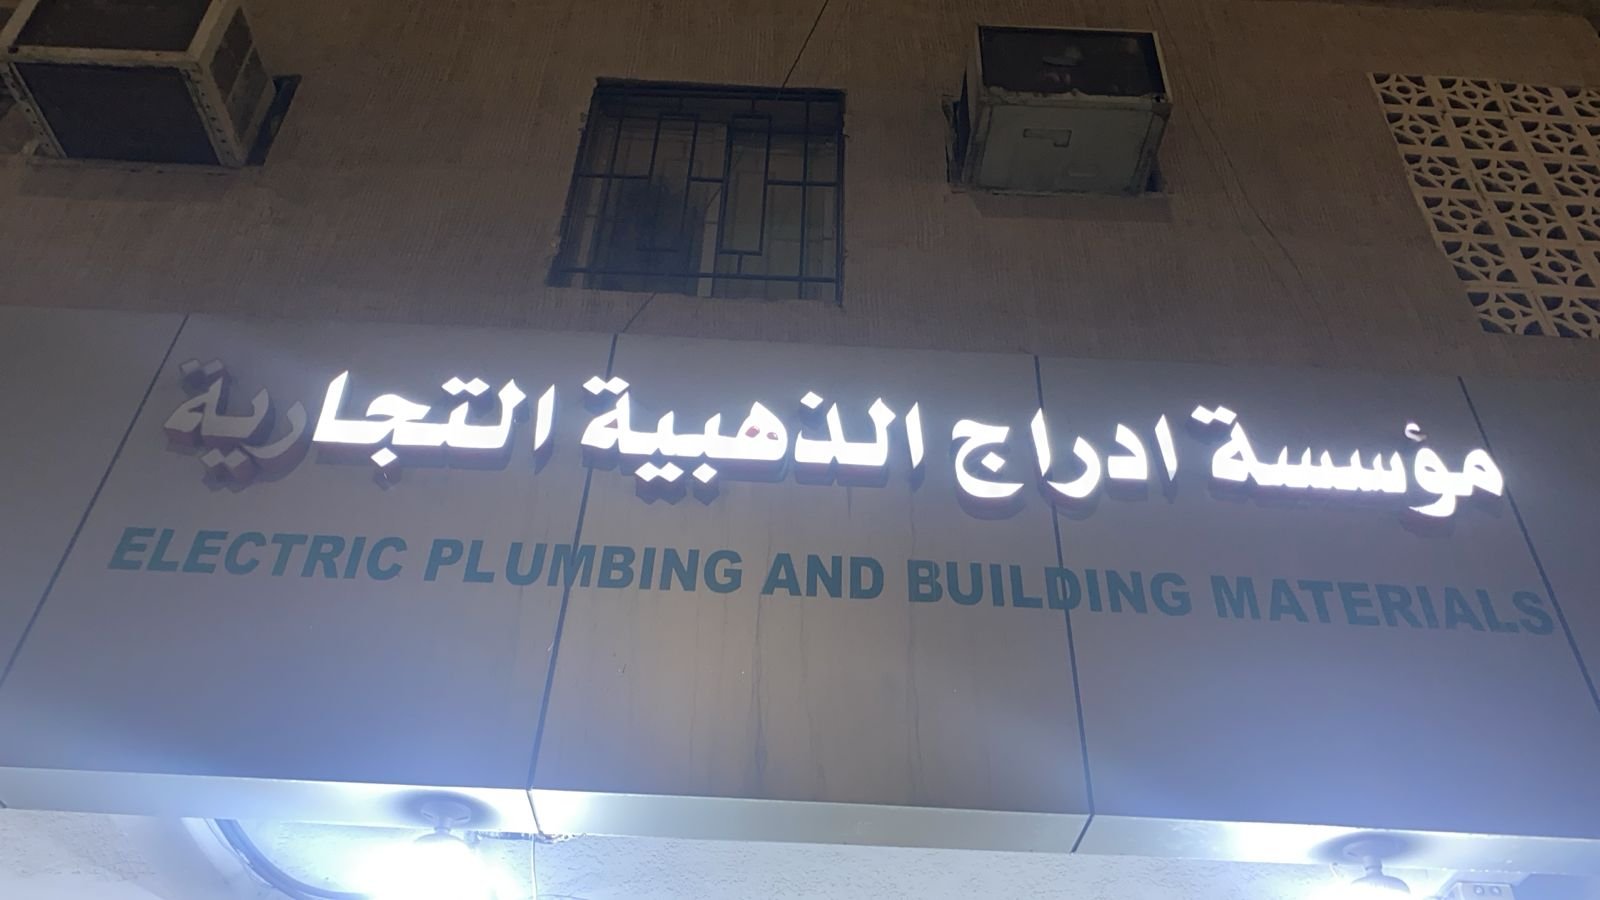 مؤسسة ادراج الذهبية التجارية
ELECTRIC PLUMBING AND BUILDING MATERIALS